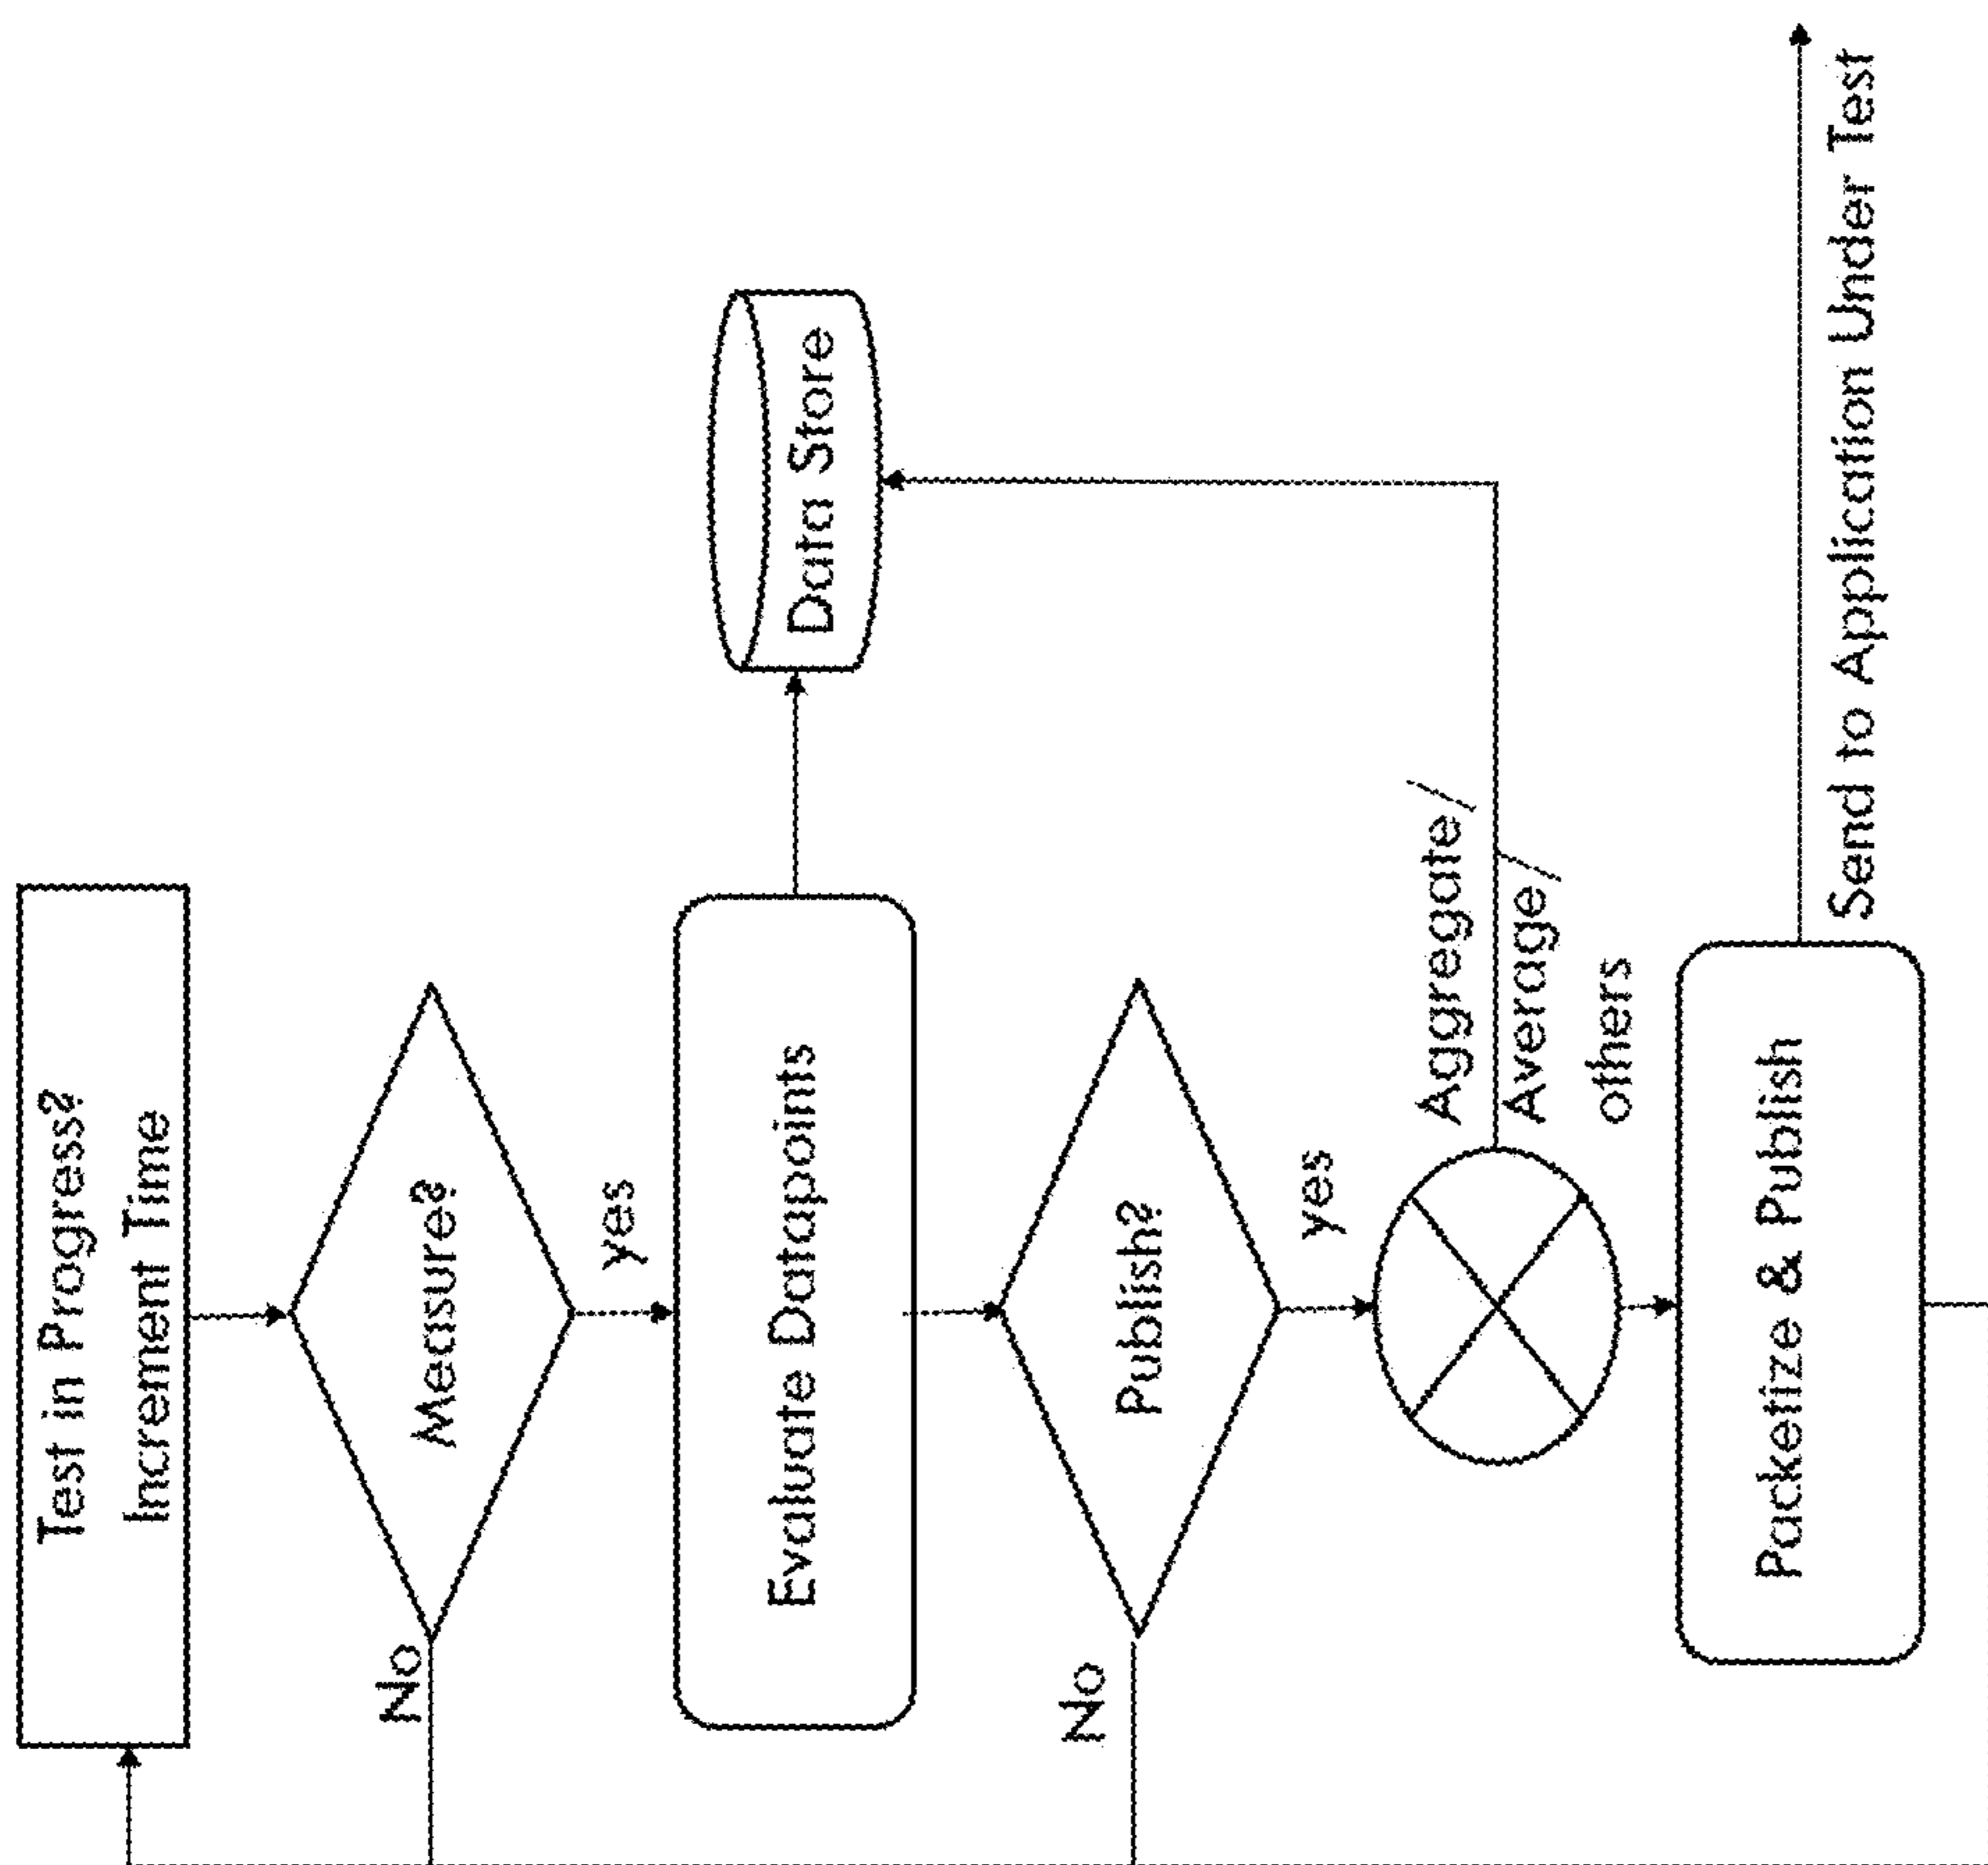 Test in Progress?
Increment Time
Measure?
No
yes
Evaluate Datapoints
Data Store
Publish?
No
yes
Aggregate/
Average/
others
Packetize & Publish
Send to Application Under Test